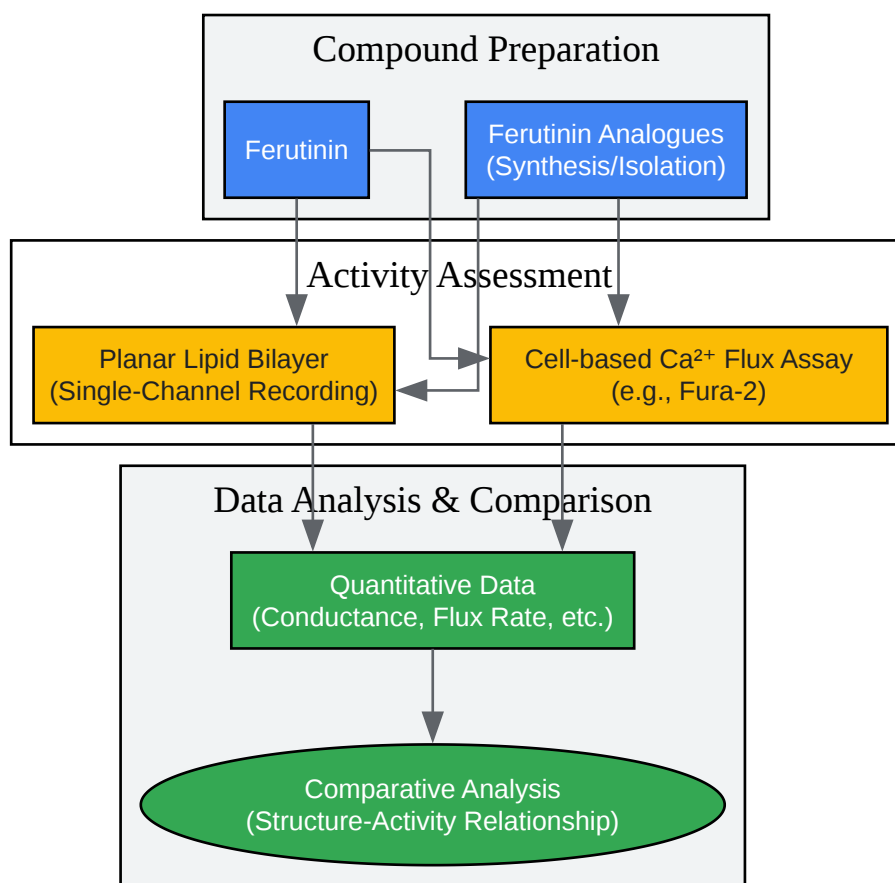 Compound Preparation
Ferutinin
Ferutinin Analogues
(Synthesis/Isolation)
Activity Assessment
Planar Lipid Bilayer
(Single-Channel Recording)
Cell-based Ca²⁺ Flux Assay
(e.g., Fura-2)
Data Analysis & Comparison
Quantitative Data
(Conductance, Flux Rate, etc.)
Comparative Analysis
(Structure-Activity Relationship)